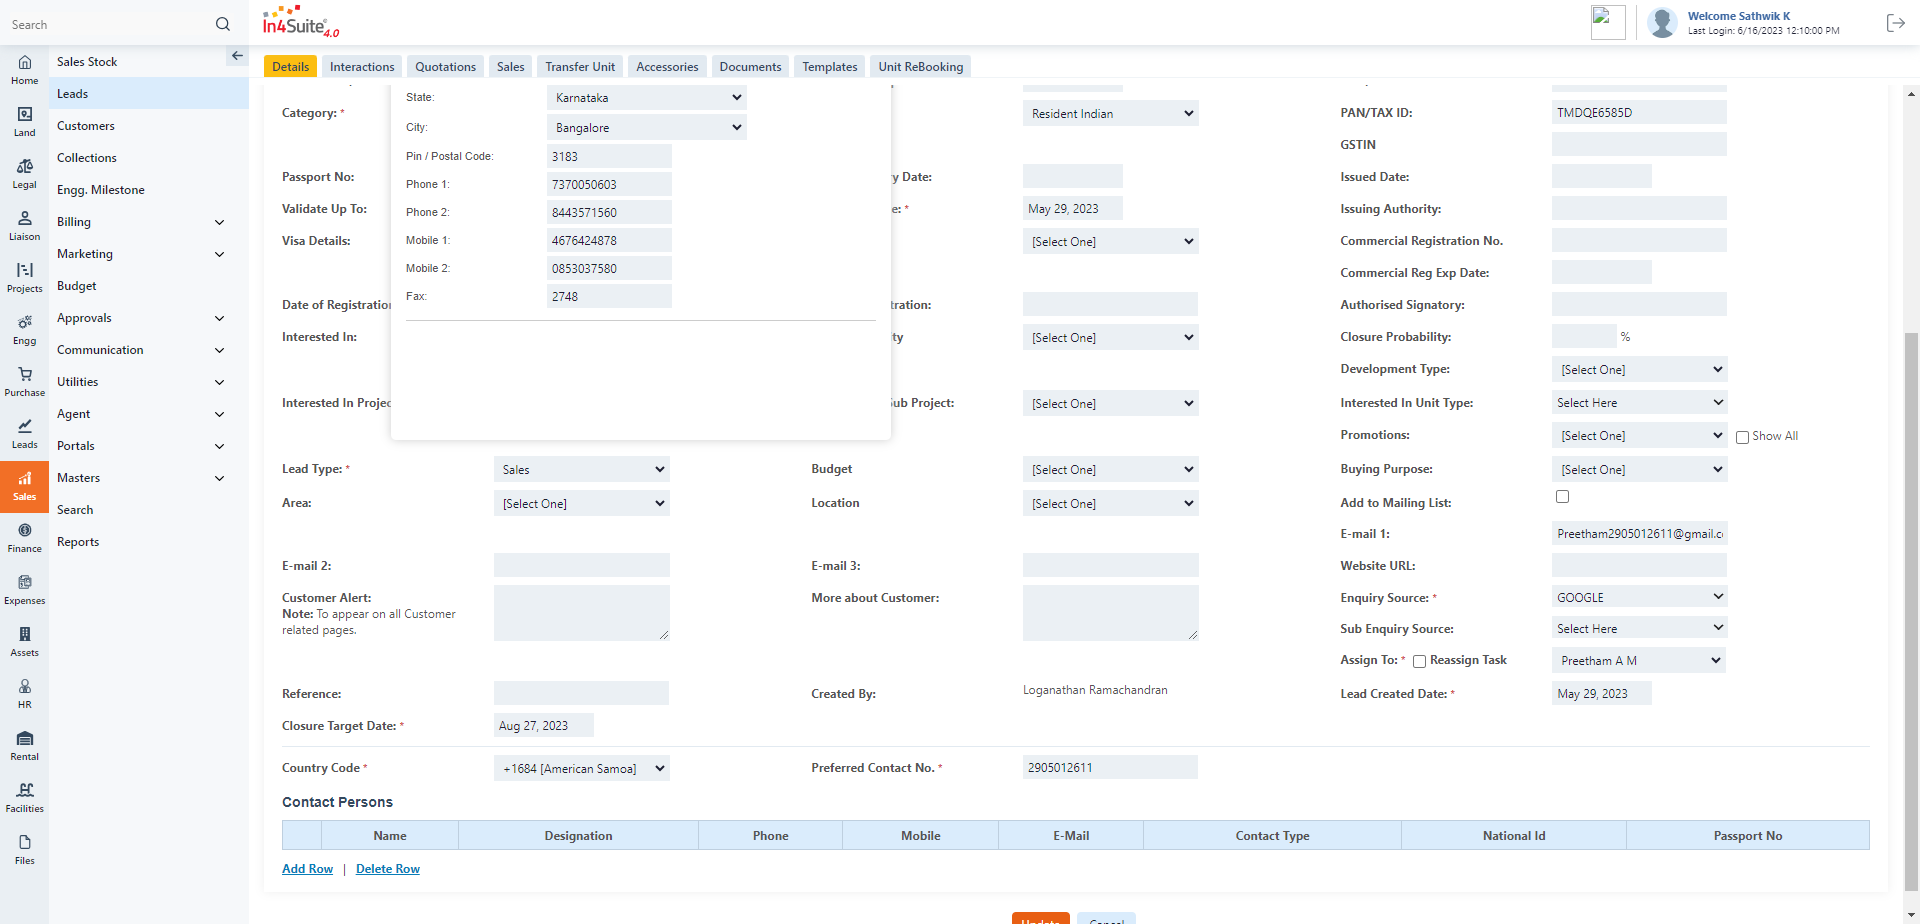 Search
In4Suite® 4.0
Welcome Sathwik K
Last Login: 6/16/2023 12:10:00 PM
Home
Land
Legal
Liaison
Projects
Engg
Purchase
Leads
Sales
Finance
Expenses
Assets
HR
Rental
Facilities
Files
Sales Stock
Leads
Customers
Collections
Engg. Milestone
Billing
Marketing
Budget
Approvals
Communication
Utilities
Agent
Portals
Masters
Search
Reports
Details Interactions Quotations Sales Transfer Unit Accessories Documents Templates Unit ReBooking
State: Karnataka
City: Bangalore
Pin / Postal Code: 3183
Phone 1: 7370050603
Phone 2: 8443571560
Mobile 1: 4676424878
Mobile 2: 0853037580
Fax: 2748
Category: * Resident Indian PAN/TAX ID: TMDQE6585D
GSTIN
Passport No: y Date: Issued Date:
Validate Up To: e: * May 29, 2023 Issuing Authority:
Visa Details: [Select One] Commercial Registration No.
Commercial Reg Exp Date:
Date of Registration tration: Authorised Signatory:
Interested In: ty [Select One] Closure Probability: %
Development Type: [Select One]
Interested In Projec Sub Project: [Select One] Interested In Unit Type: Select Here
Promotions: [Select One] Show All
Lead Type: * Sales Budget [Select One] Buying Purpose: [Select One]
Area: [Select One] Location [Select One] Add to Mailing List:
E-mail 1: Preetham2905012611@gmail.c
E-mail 2: E-mail 3: Website URL:
Customer Alert: More about Customer: Enquiry Source: * GOOGLE
Note: To appear on all Customer
related pages.
Sub Enquiry Source: Select Here
Assign To: * Reassign Task Preetham A M
Reference: Created By: Loganathan Ramachandran Lead Created Date: * May 29, 2023
Closure Target Date: * Aug 27, 2023
Country Code * +1684 [American Samoa] Preferred Contact No. * 2905012611
Contact Persons
Name Designation Phone Mobile E-Mail Contact Type National Id Passport No
Add Row | Delete Row
Update Cancel